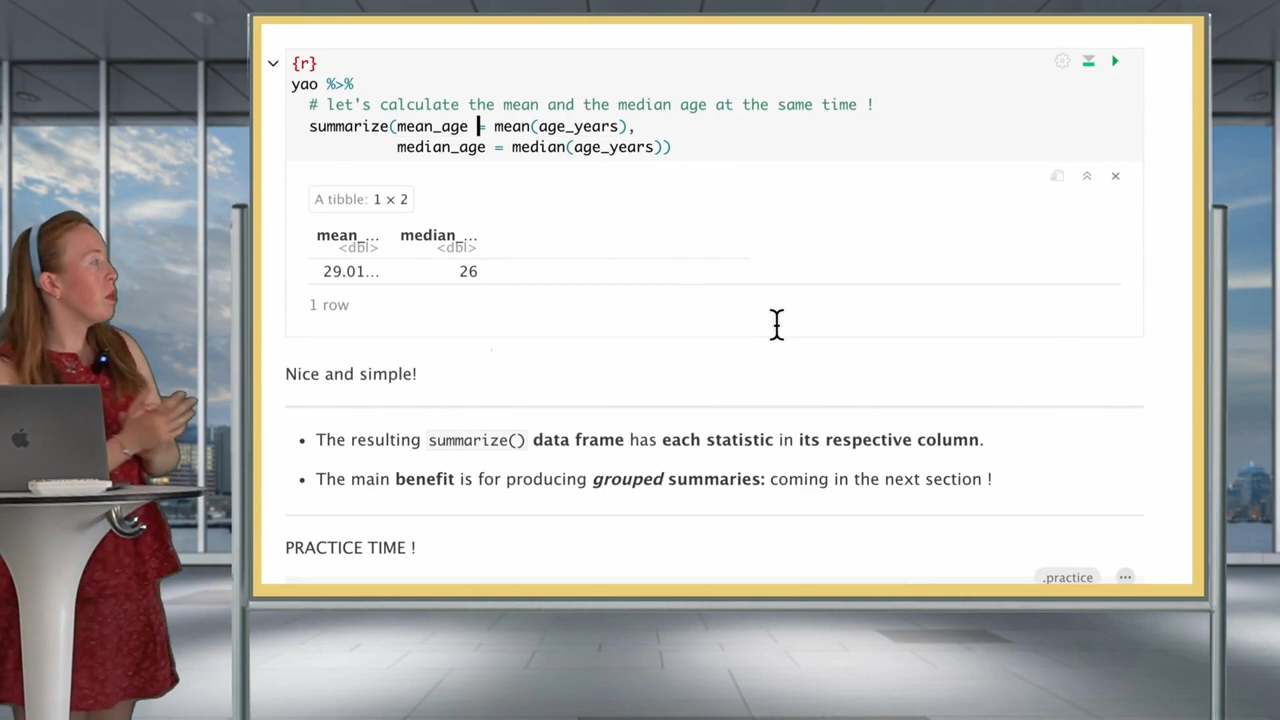 {r}
yao %>%
# let's calculate the mean and the median age at the same time !
summarize(mean_age = mean(age_years),
median_age = median(age_years))
A tibble: 1 × 2
mean_... median_...
<dbl> <dbl>
29.01... 26
1 row
Nice and simple!
• The resulting summarize() data frame has each statistic in its respective column.
• The main benefit is for producing grouped summaries: coming in the next section !
PRACTICE TIME !
.practice